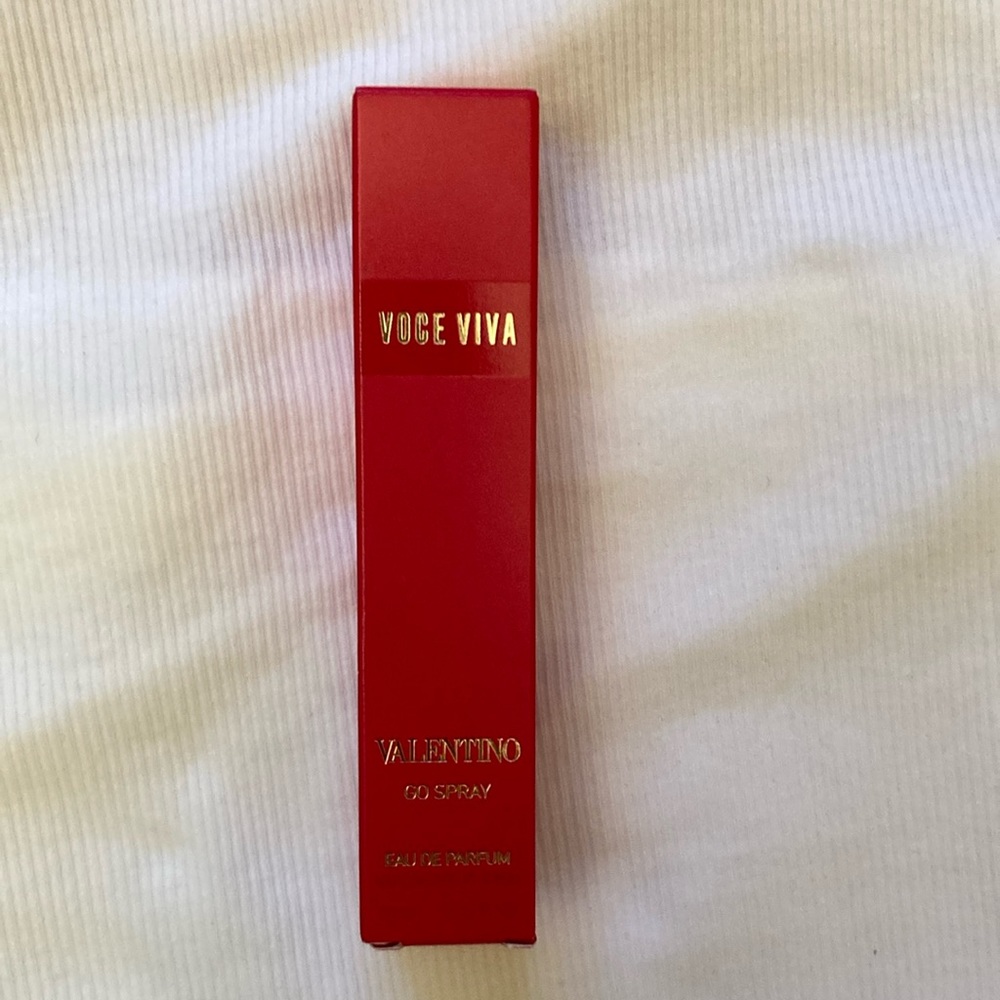 VOCE VIVA
VALENTINO
GO SPRAY
EAU DE PARFUM